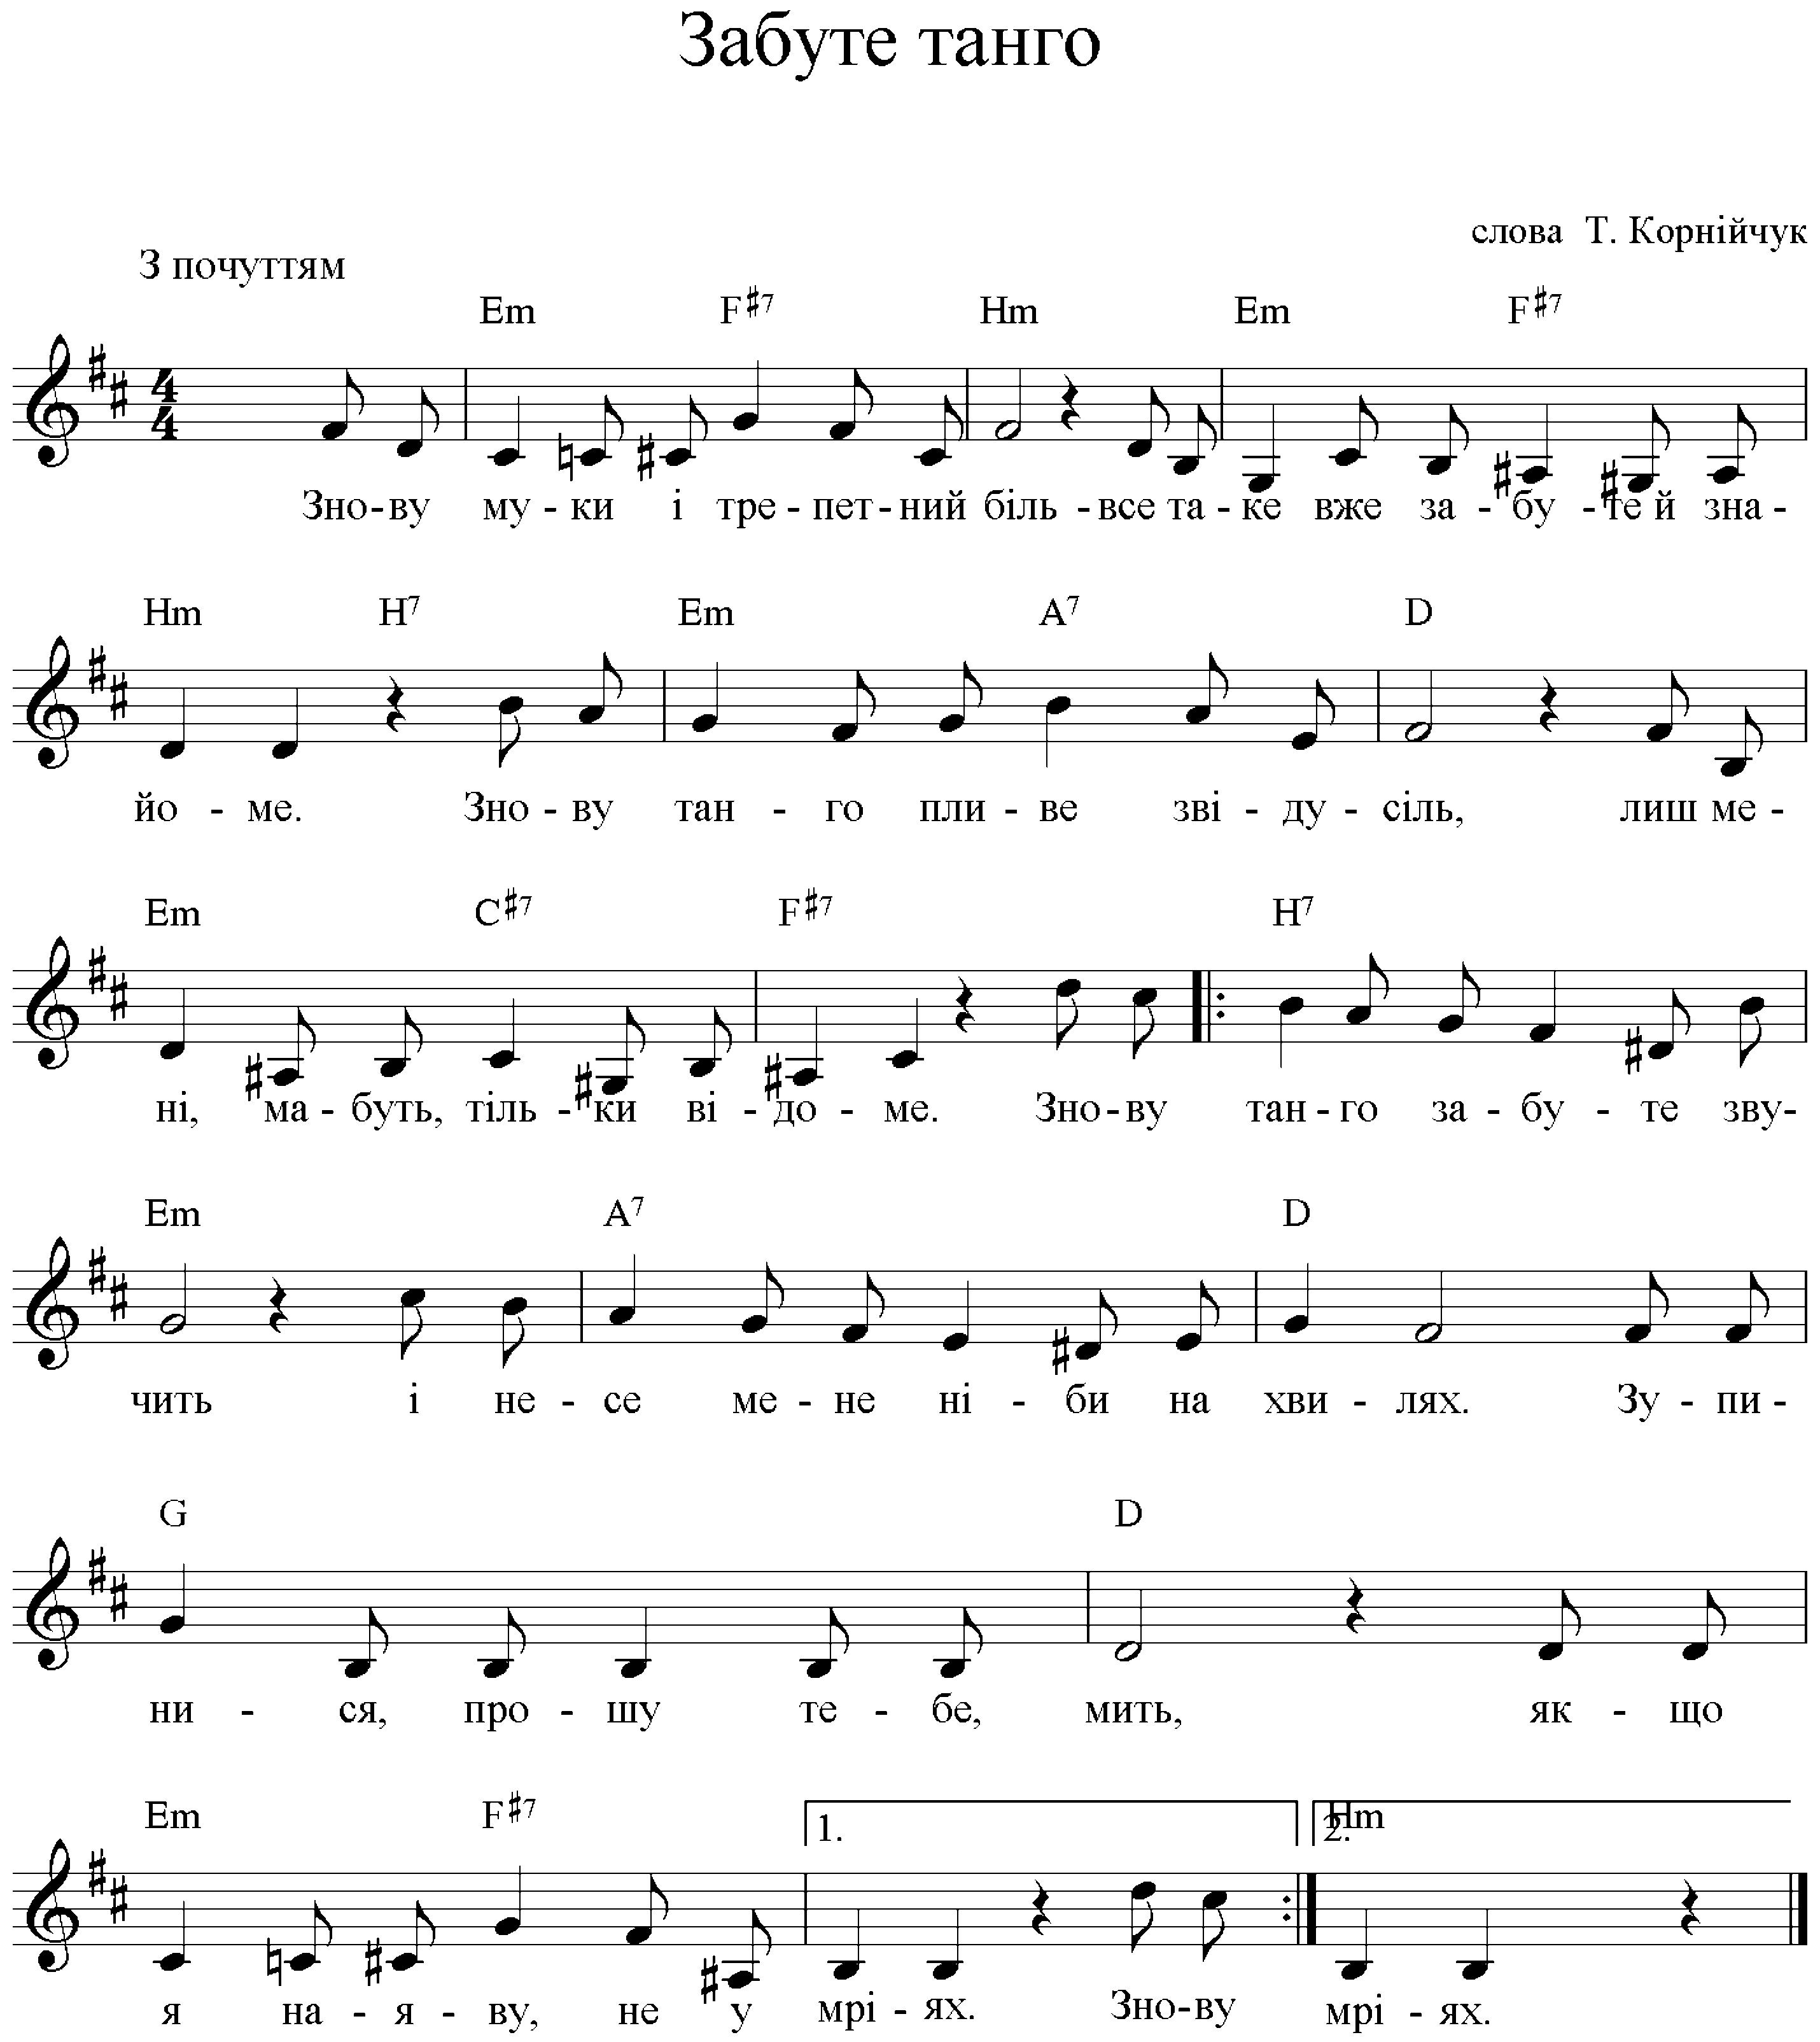 Забуте танго
слова Т. Корнійчук
З почуттям
Em F#7 Hm Em F#7
4
4
Зно-ву му - ки і тре - пет - ний біль - все та - ке вже за - бу - те й зна -
Hm H7 Em A7 D
йо - ме. Зно - ву тан - го пли - ве зві - ду - сіль, лиш ме -
Em C#7 F#7 H7
ні, ма - буть, тіль - ки ві - до - ме. Зно - ву тан - го за - бу - те зву-
Em A7 D
чить і не - се ме - не ні - би на хви - лях. Зу - пи -
G D
ни - ся, про - шу те - бе, мить, як - що
Em F#7 1. 2. Hm
я на - я - ву, не у мрі - ях. Зно-ву мрі - ях.